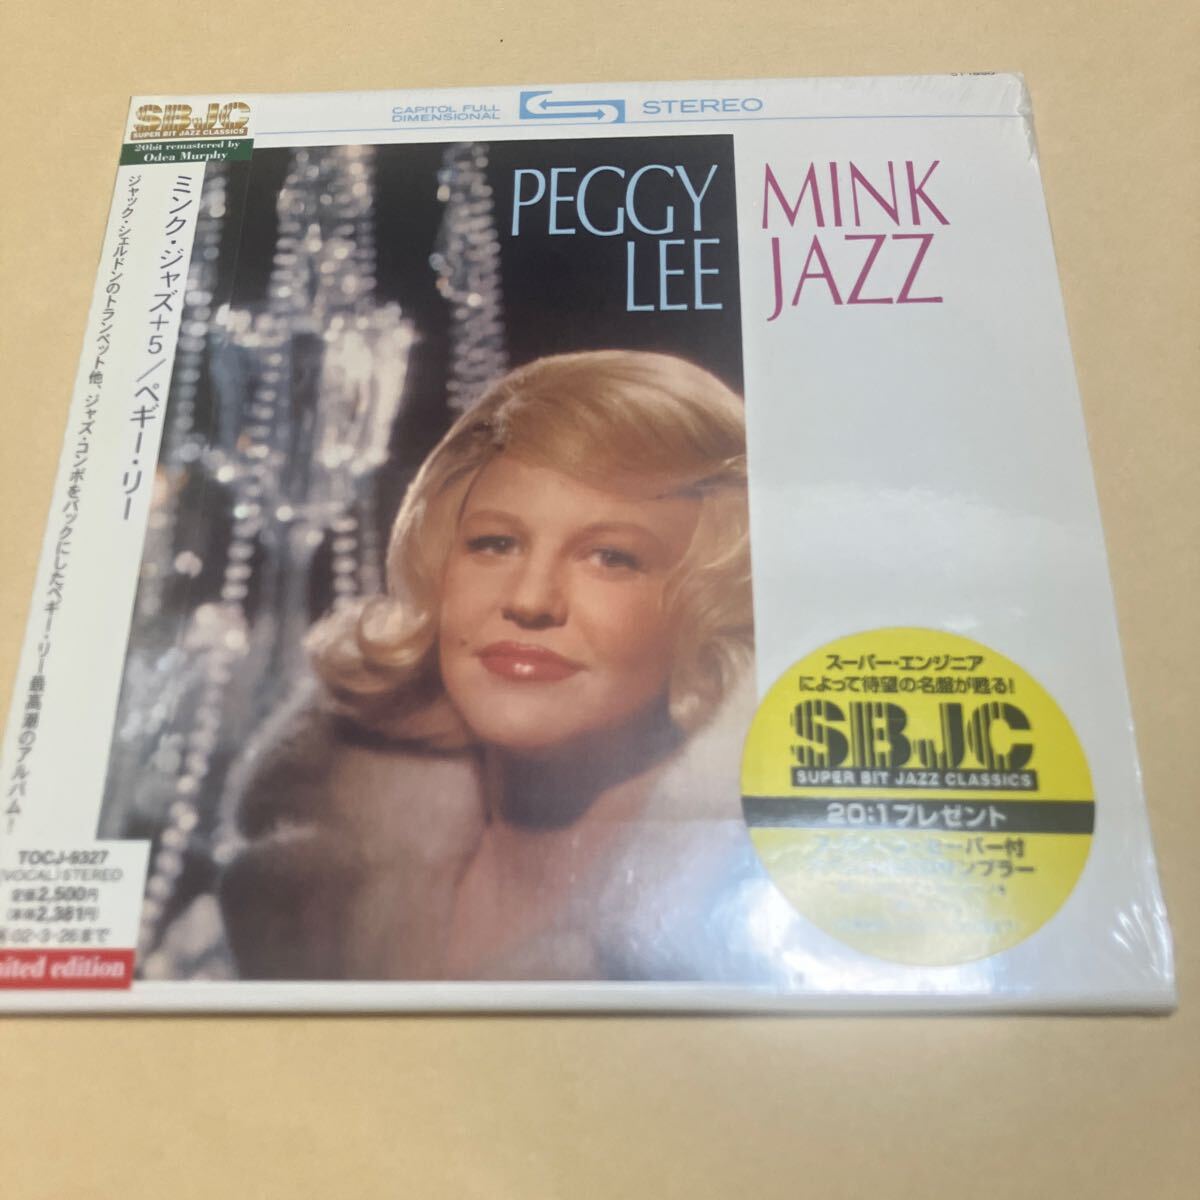 SBJC
SUPER BIT JAZZ CLASSICS
20bit remastered by
Odea Murphy
ミンク・ジャズ+5／ペギー・リー
ジャック・シェルドンのトランペット他、ジャズ・コンボをバックにしたペギー・リー最高潮のアルバム！
TOCJ-9327
(VOCAL) STEREO
定価2,500円
(本体2,381円)
02・3・26まで
limited edition
CAPITOL FULL
DIMENSIONAL
STEREO
PEGGY
LEE
MINK
JAZZ
スーパー・エンジニア
によって待望の名盤が甦る！
SBJC
SUPER BIT JAZZ CLASSICS
20:1プレゼント